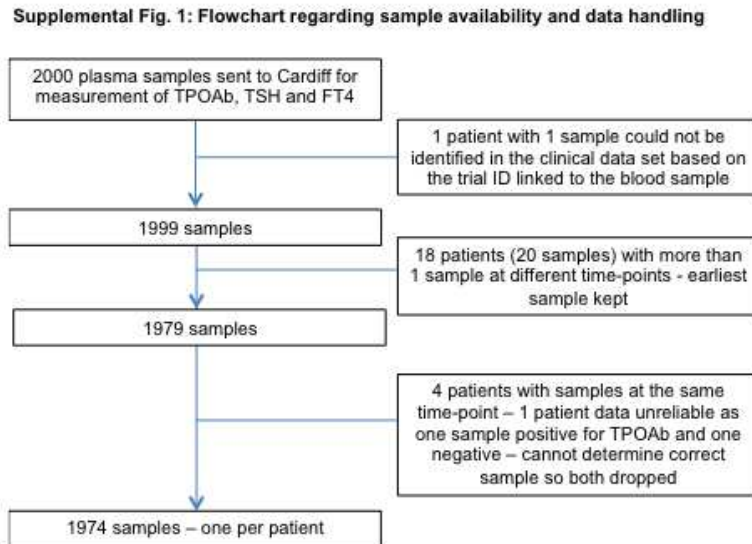 Supplemental Fig. 1: Flowchart regarding sample availability and data handling
2000 plasma samples sent to Cardiff for
measurement of TPOAb, TSH and FT4
1 patient with 1 sample could not be
identified in the clinical data set based on
the trial ID linked to the blood sample
1999 samples
18 patients (20 samples) with more than
1 sample at different time-points - earliest
sample kept
1979 samples
4 patients with samples at the same
time-point – 1 patient data unreliable as
one sample positive for TPOAb and one
negative – cannot determine correct
sample so both dropped
1974 samples – one per patient